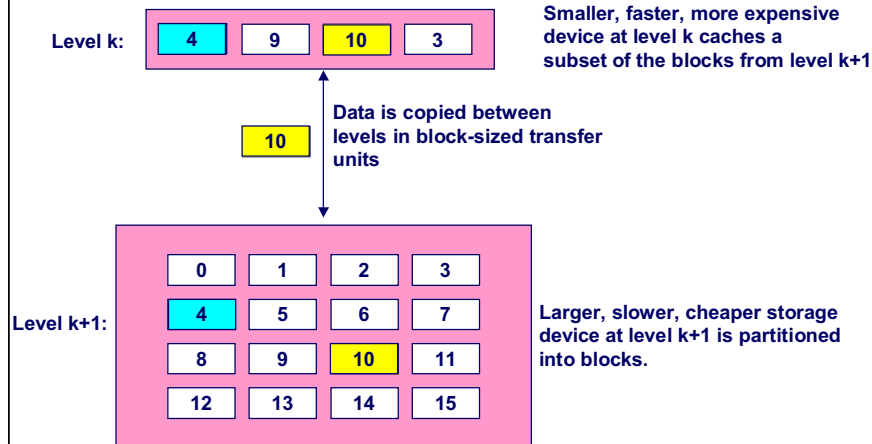 Smaller, faster, more expensive
device at level k caches a
subset of the blocks from level k+1
Level k:
4 9 10 3
Data is copied between
levels in block-sized transfer
units
10
0 1 2 3
Level k+1:
4 5 6 7
8 9 10 11
12 13 14 15
Larger, slower, cheaper storage
device at level k+1 is partitioned
into blocks.